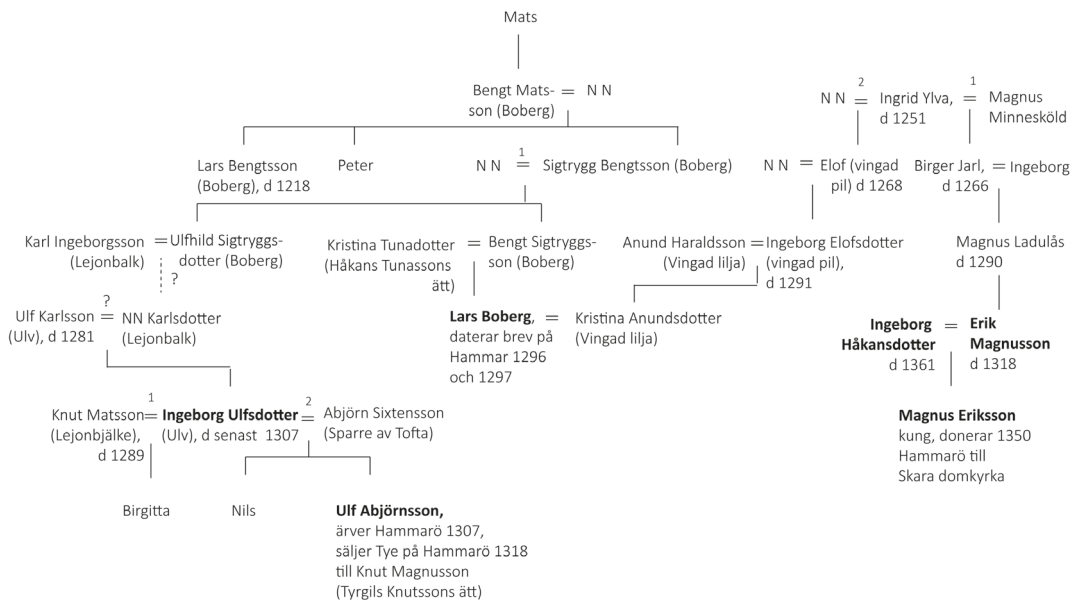 Mats
Bengt Mats- = N N
son (Boberg)
N N 2 = Ingrid Ylva, 1 = Magnus
d 1251 Minnesköld
Lars Bengtsson
(Boberg), d 1218
Peter
N N 1 = Sigtrygg Bengtsson (Boberg)
N N = Elof (vingad
pil) d 1268
Birger Jarl, = Ingeborg
d 1266
Karl Ingeborgsson = Ulfhild Sigtryggs-
(Lejonbalk) dotter (Boberg)
?
Kristina Tunadotter = Bengt Sigtryggs-
(Håkans Tunassons son (Boberg)
ätt)
Anund Haraldsson = Ingeborg Elofsdotter
(Vingad lilja) (vingad pil),
d 1291
Magnus Ladulås
d 1290
Ulf Karlsson ? = NN Karlsdotter
(Ulv), d 1281 (Lejonbalk)
Lars Boberg, = Kristina Anundsdotter
daterar brev på (Vingad lilja)
Hammar 1296
och 1297
Ingeborg = Erik
Håkansdotter Magnusson
d 1361 d 1318
Knut Matsson 1 = Ingeborg Ulfsdotter 2 = Abjörn Sixtensson
(Lejonbjälke), (Ulv), d senast 1307 (Sparre av Tofta)
d 1289
Magnus Eriksson
kung, donerar 1350
Hammarö till
Skara domkyrka
Birgitta
Nils
Ulf Abjörnsson,
ärver Hammarö 1307,
säljer Tye på Hammarö 1318
till Knut Magnusson
(Tyrgils Knutssons ätt)